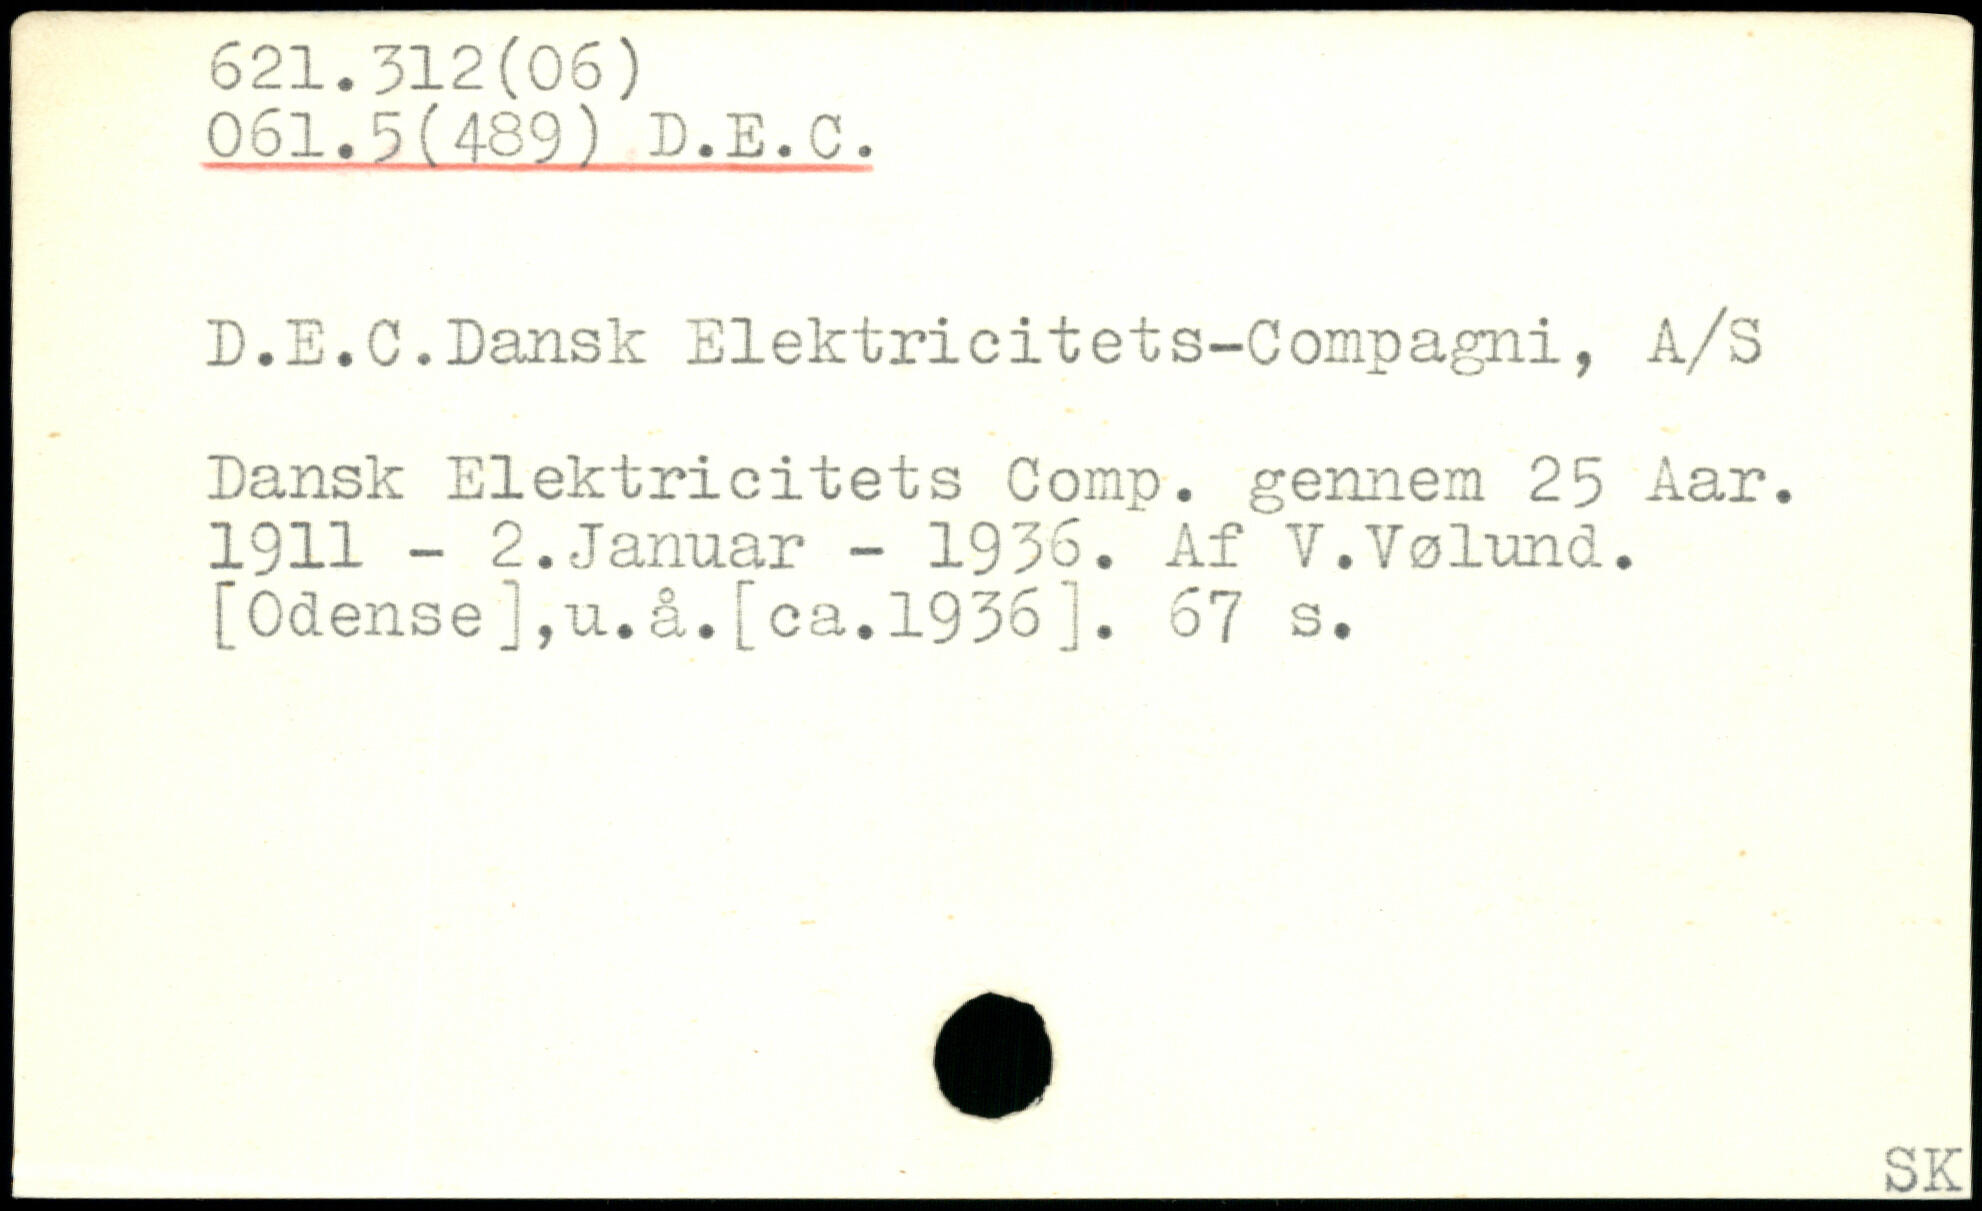 621.312(06)
061.5(489) D.E.C.
D.E.C.Dansk Elektricitets-Compagni, A/S
Dansk Elektricitets Comp. gennem 25 Aar.
1911 - 2.Januar - 1936. Af V.Vølund.
[Odense],u.å.[ca.1936]. 67 s.
SK